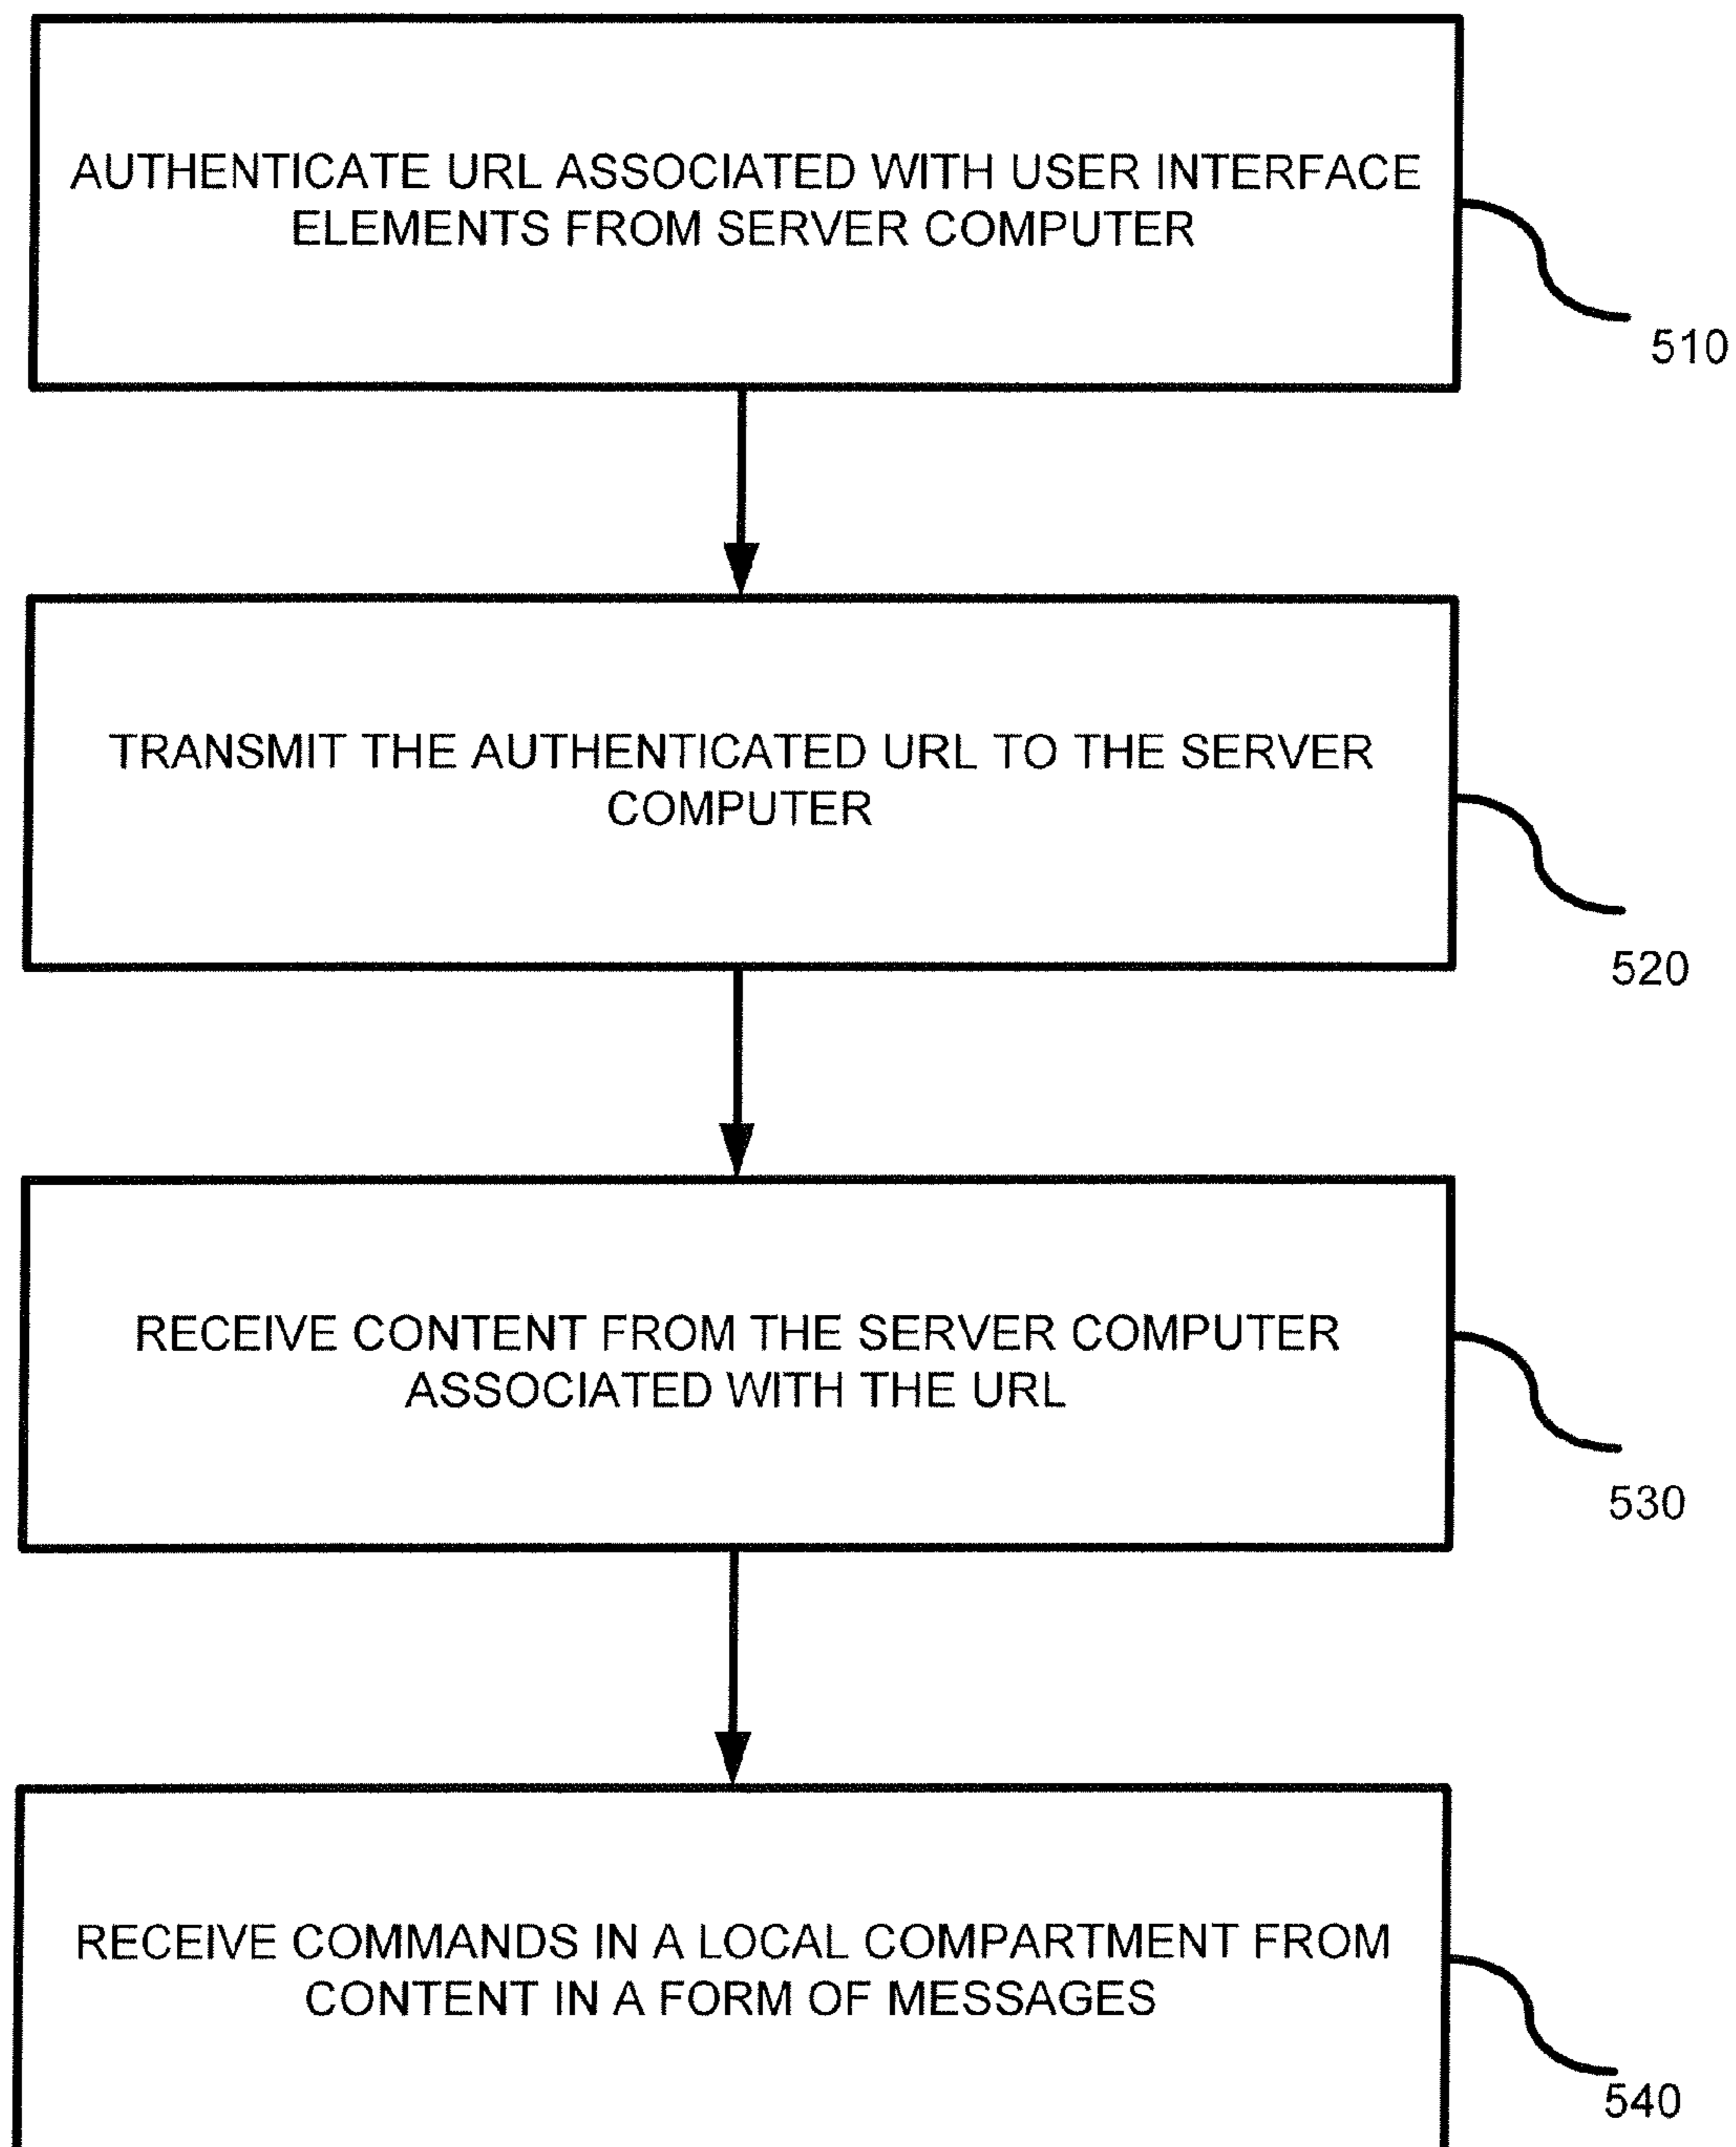 AUTHENTICATE URL ASSOCIATED WITH USER INTERFACE
ELEMENTS FROM SERVER COMPUTER
510
TRANSMIT THE AUTHENTICATED URL TO THE SERVER
COMPUTER
520
RECEIVE CONTENT FROM THE SERVER COMPUTER
ASSOCIATED WITH THE URL
530
RECEIVE COMMANDS IN A LOCAL COMPARTMENT FROM
CONTENT IN A FORM OF MESSAGES
540